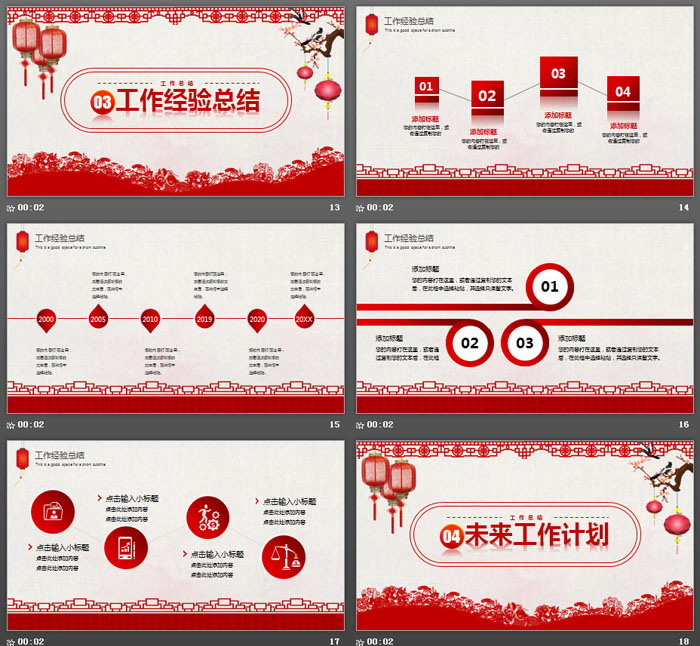 工作总结
03 工作经验总结
00:02
13
工作经验总结
This is a good space for a short subtitle
01
02
03
04
添加标题
您的内容打在这里，或
者通过复制您的
添加标题
您的内容打在这里，或
者通过复制您的
添加标题
您的内容打在这里，或
者通过复制您的
添加标题
您的内容打在这里，或
者通过复制您的
00:02
14
工作经验总结
This is a good space for a short subtitle
2000
2005
2010
2019
2020
20XX
00:02
15
工作经验总结
This is a good space for a short subtitle
添加标题
您的内容打在这里，或者通过复制您的文本
后，在此框中选择粘贴，并选择只保留文字。
01
添加标题
您的内容打在这里，或者通
过复制您的文本后，在此框
02
03
添加标题
您的内容打在这里，或者通过复制您的文本
后，在此框中选择粘贴，并选择只保留文字。
00:02
16
工作经验总结
This is a good space for a short subtitle
点击输入小标题
点击此处添加内容
点击此处添加内容
点击输入小标题
点击此处添加内容
点击此处添加内容
点击输入小标题
点击此处添加内容
点击此处添加内容
点击输入小标题
点击此处添加内容
点击此处添加内容
00:02
17
工作总结
04 未来工作计划
00:02
18